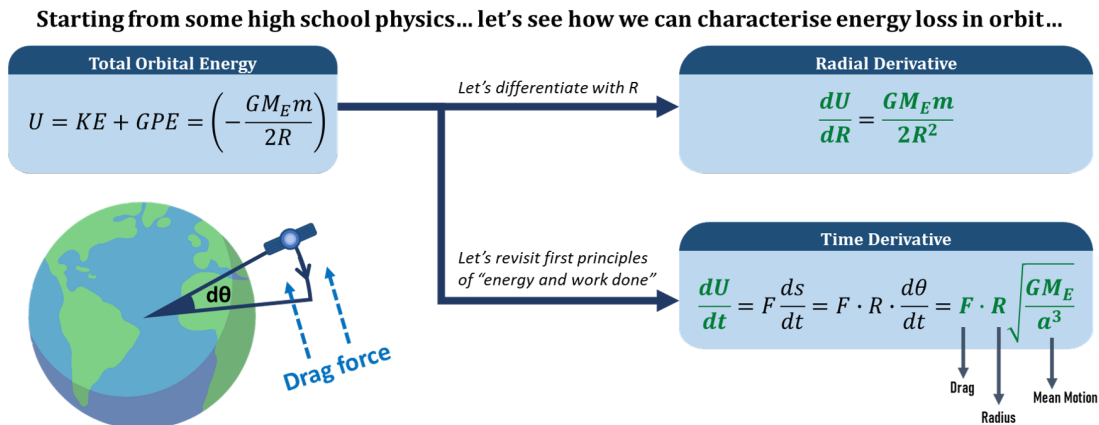 Starting from some high school physics… let’s see how we can characterise energy loss in orbit…
Total Orbital Energy
U = KE + GPE = (−GM_E m / 2R)
Let’s differentiate with R
Radial Derivative
dU/dR = GM_E m / 2R²
dθ
Drag force
Let’s revisit first principles
of “energy and work done”
Time Derivative
dU/dt = F ds/dt = F · R · dθ/dt = F · R √(GM_E / a³)
Drag
Radius
Mean Motion